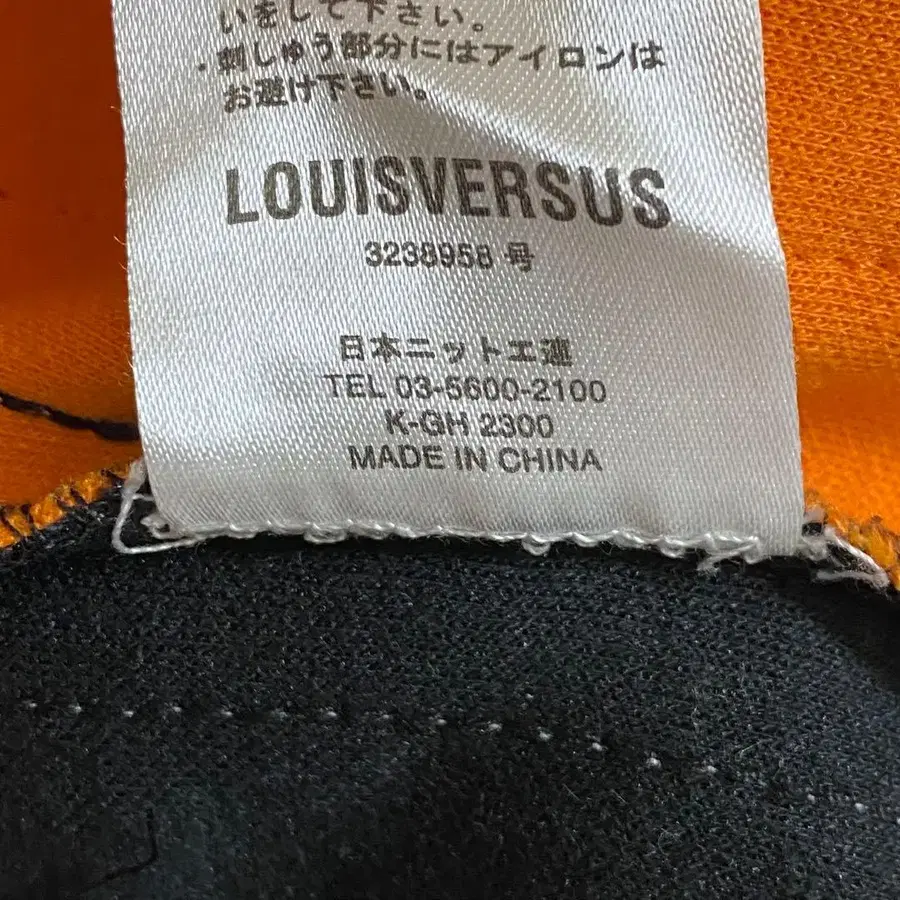 いをして下さい。
・刺しゅう部分にはアイロンは
お避け下さい。
LOUISVERSUS
3238958 号
日本ニット工連
TEL 03-5600-2100
K-GH 2300
MADE IN CHINA